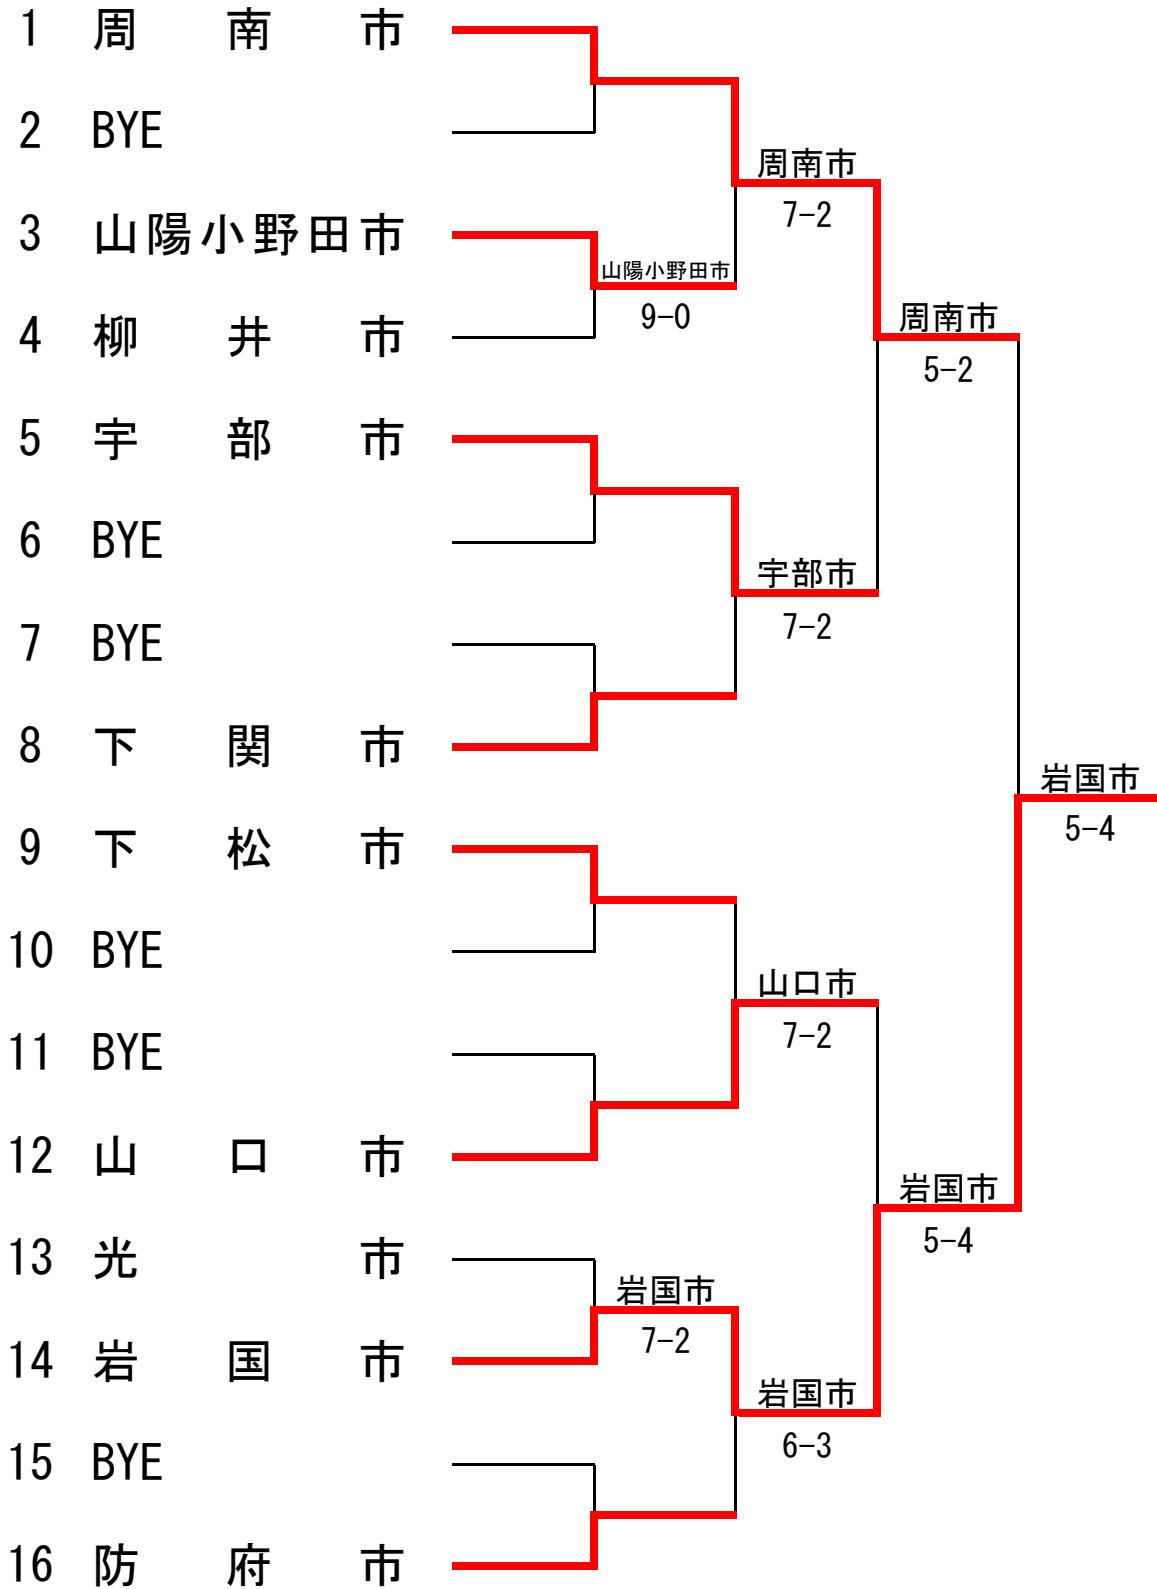 1 周南市
2 BYE
周南市
3 山陽小野田市
7-2
山陽小野田市
9-0
4 柳井市
周南市
5-2
5 宇部市
6 BYE
宇部市
7-2
7 BYE
8 下関市
岩国市
5-4
9 下松市
10 BYE
山口市
7-2
11 BYE
12 山口市
岩国市
5-4
13 光市
岩国市
7-2
14 岩国市
岩国市
6-3
15 BYE
16 防府市